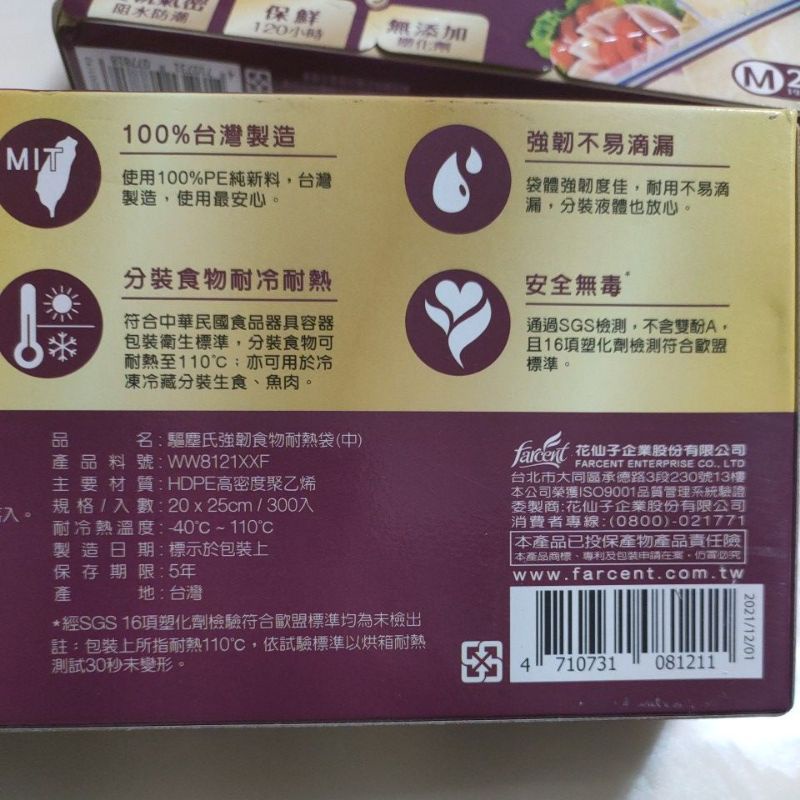 阻水防潮
保鮮
120小時
無添加
塑化劑
M
MIT
100%台灣製造
使用100%PE純新料，台灣
製造，使用最安心。
強韌不易滴漏
袋體強韌度佳，耐用不易滴
漏，分裝液體也放心。
分裝食物耐冷耐熱
符合中華民國食品器具容器
包裝衛生標準，分裝食物可
耐熱至110℃；亦可用於冷
凍冷藏分裝生食、魚肉。
安全無毒*
通過SGS檢測，不含雙酚A，
且16項塑化劑檢測符合歐盟
標準。
入。
品名：驅塵氏強韌食物耐熱袋(中)
產品料號：WW8121XXF
主要材質：HDPE高密度聚乙烯
規格/入數：20 x 25cm / 300入
耐冷熱溫度：-40℃ ~ 110℃
製造日期：標示於包裝上
保存期限：5年
產地：台灣
*經SGS 16項塑化劑檢驗符合歐盟標準均為未檢出
註：包裝上所指耐熱110℃，依試驗標準以烘箱耐熱
測試30秒未變形。
farcent 花仙子企業股份有限公司
FARCENT ENTERPRISE CO., LTD
台北市大同區承德路3段230號13樓
本公司榮獲ISO9001品質管理系統驗證
委製商:花仙子企業股份有限公司
消費者專線:(0800)-021771
本產品已投保產物產品責任險
本產品商標、專利及包裝申請在案，仿冒必究
www.farcent.com.tw
4 710731 081211
2021/12/01